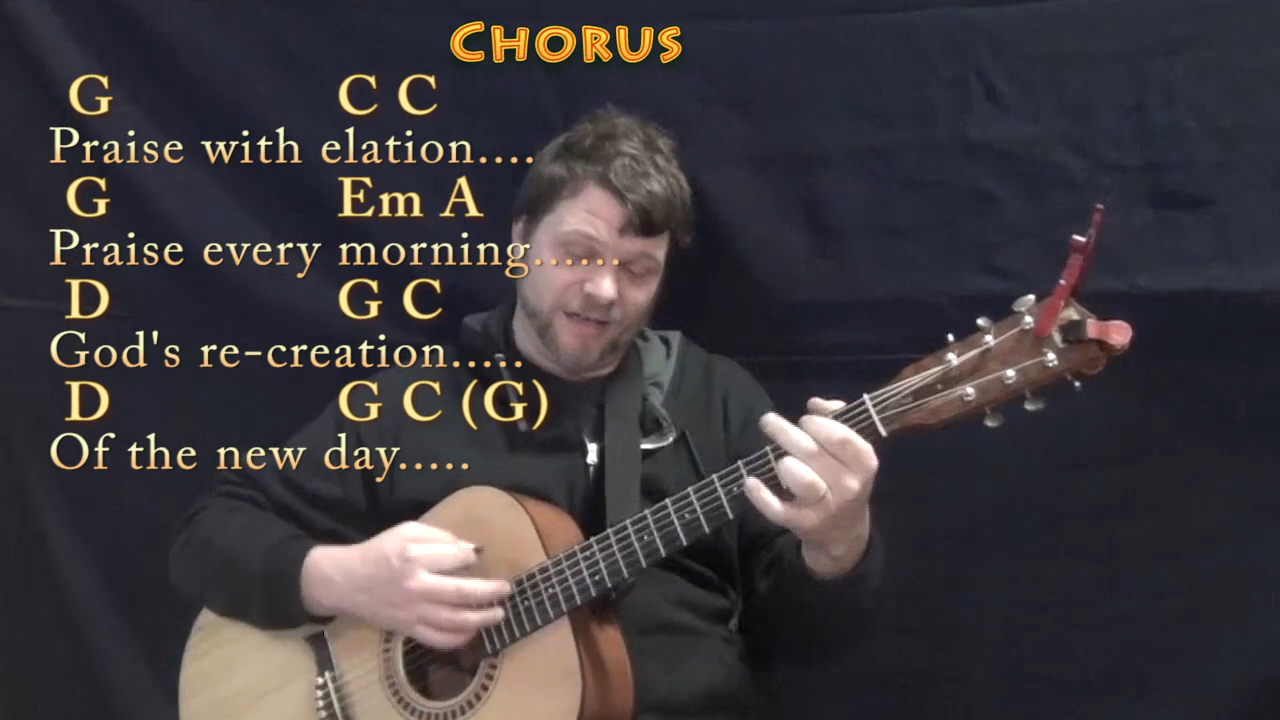 CHORUS
G C C
Praise with elation....
G Em A
Praise every morning......
D G C
God's re-creation.....
D G C (G)
Of the new day.....